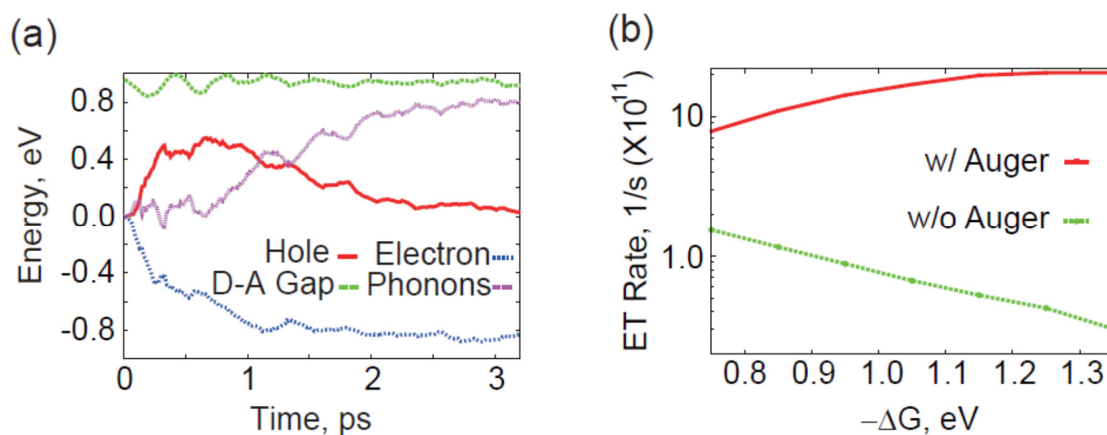 (a)
Energy, eV
0.8
0.4
0.0
-0.4
-0.8
Hole Electron
D-A Gap Phonons
0 1 2 3
Time, ps
(b)
ET Rate, 1/s (X10¹¹)
10
1.0
w/ Auger
w/o Auger
0.8 0.9 1.0 1.1 1.2 1.3
−ΔG, eV